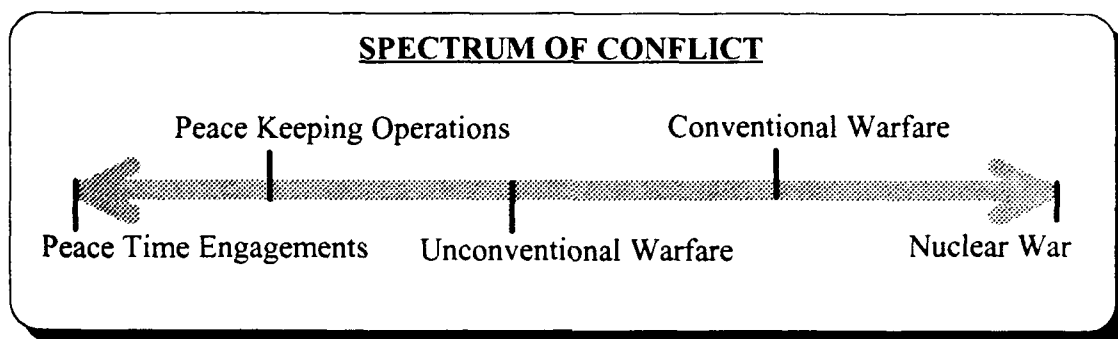 SPECTRUM OF CONFLICT
Peace Keeping Operations
Conventional Warfare
Peace Time Engagements
Unconventional Warfare
Nuclear War